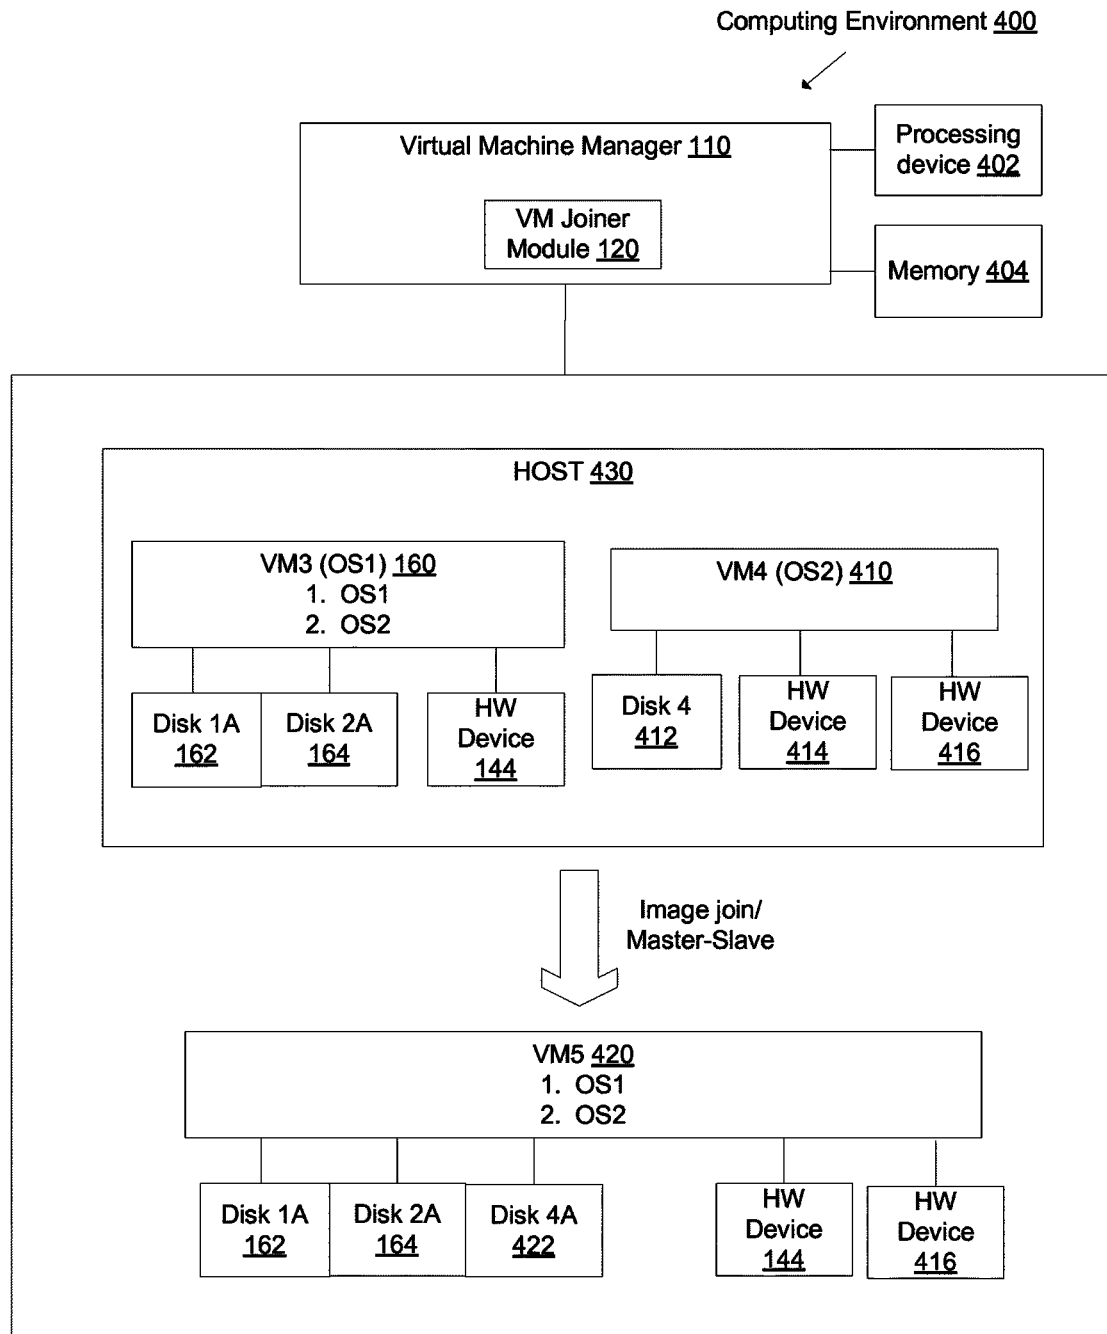 Computing Environment 400
Virtual Machine Manager 110
Processing
device 402
VM Joiner
Module 120
Memory 404
HOST 430
VM3 (OS1) 160
1. OS1
2. OS2
VM4 (OS2) 410
Disk 1A
162
Disk 2A
164
HW
Device
144
Disk 4
412
HW
Device
414
HW
Device
416
Image join/
Master-Slave
VM5 420
1. OS1
2. OS2
Disk 1A
162
Disk 2A
164
Disk 4A
422
HW
Device
144
HW
Device
416